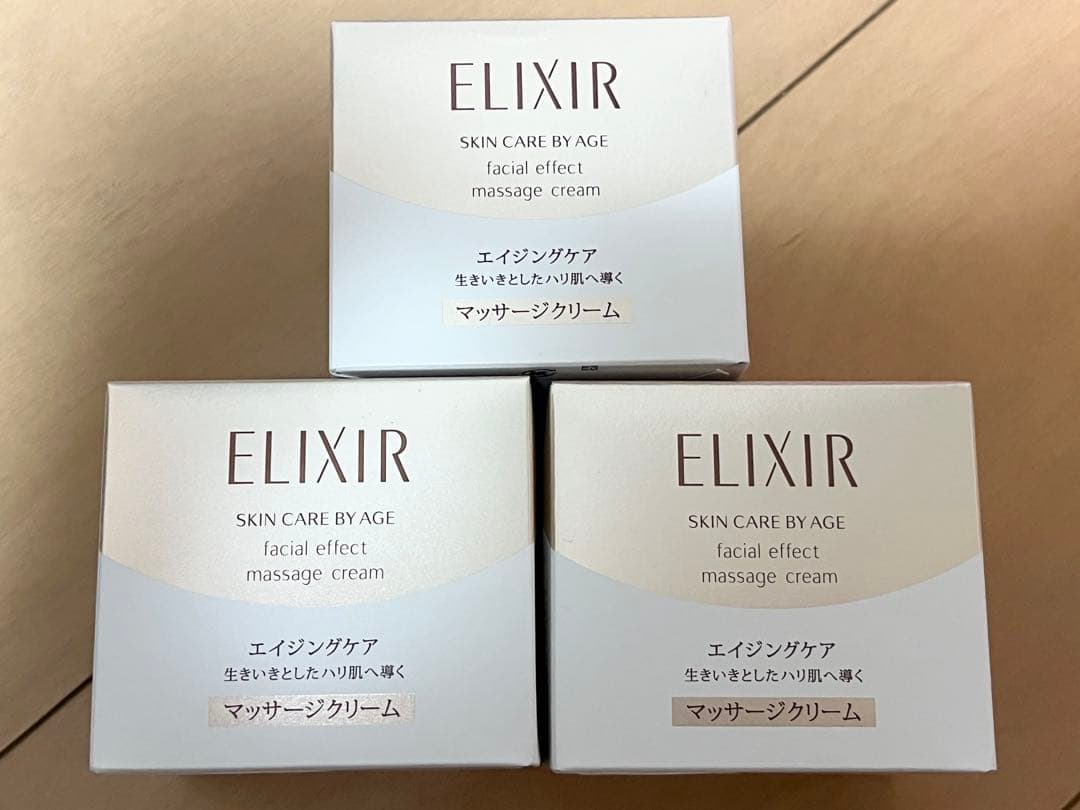 ELIXIR
SKIN CARE BY AGE
facial effect
massage cream
エイジングケア
生きいきとしたハリ肌へ導く
マッサージクリーム
ELIXIR
SKIN CARE BY AGE
facial effect
massage cream
エイジングケア
生きいきとしたハリ肌へ導く
マッサージクリーム
ELIXIR
SKIN CARE BY AGE
facial effect
massage cream
エイジングケア
生きいきとしたハリ肌へ導く
マッサージクリーム